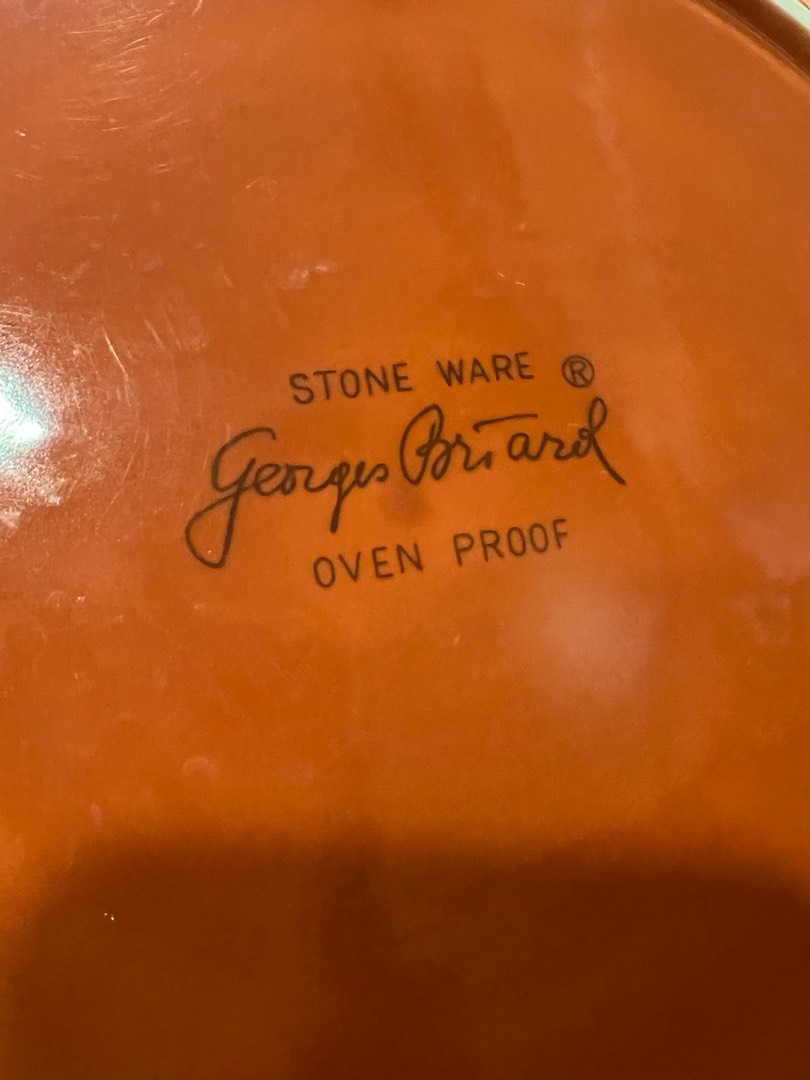 STONE WARE ®
Georges Briard
OVEN PROOF